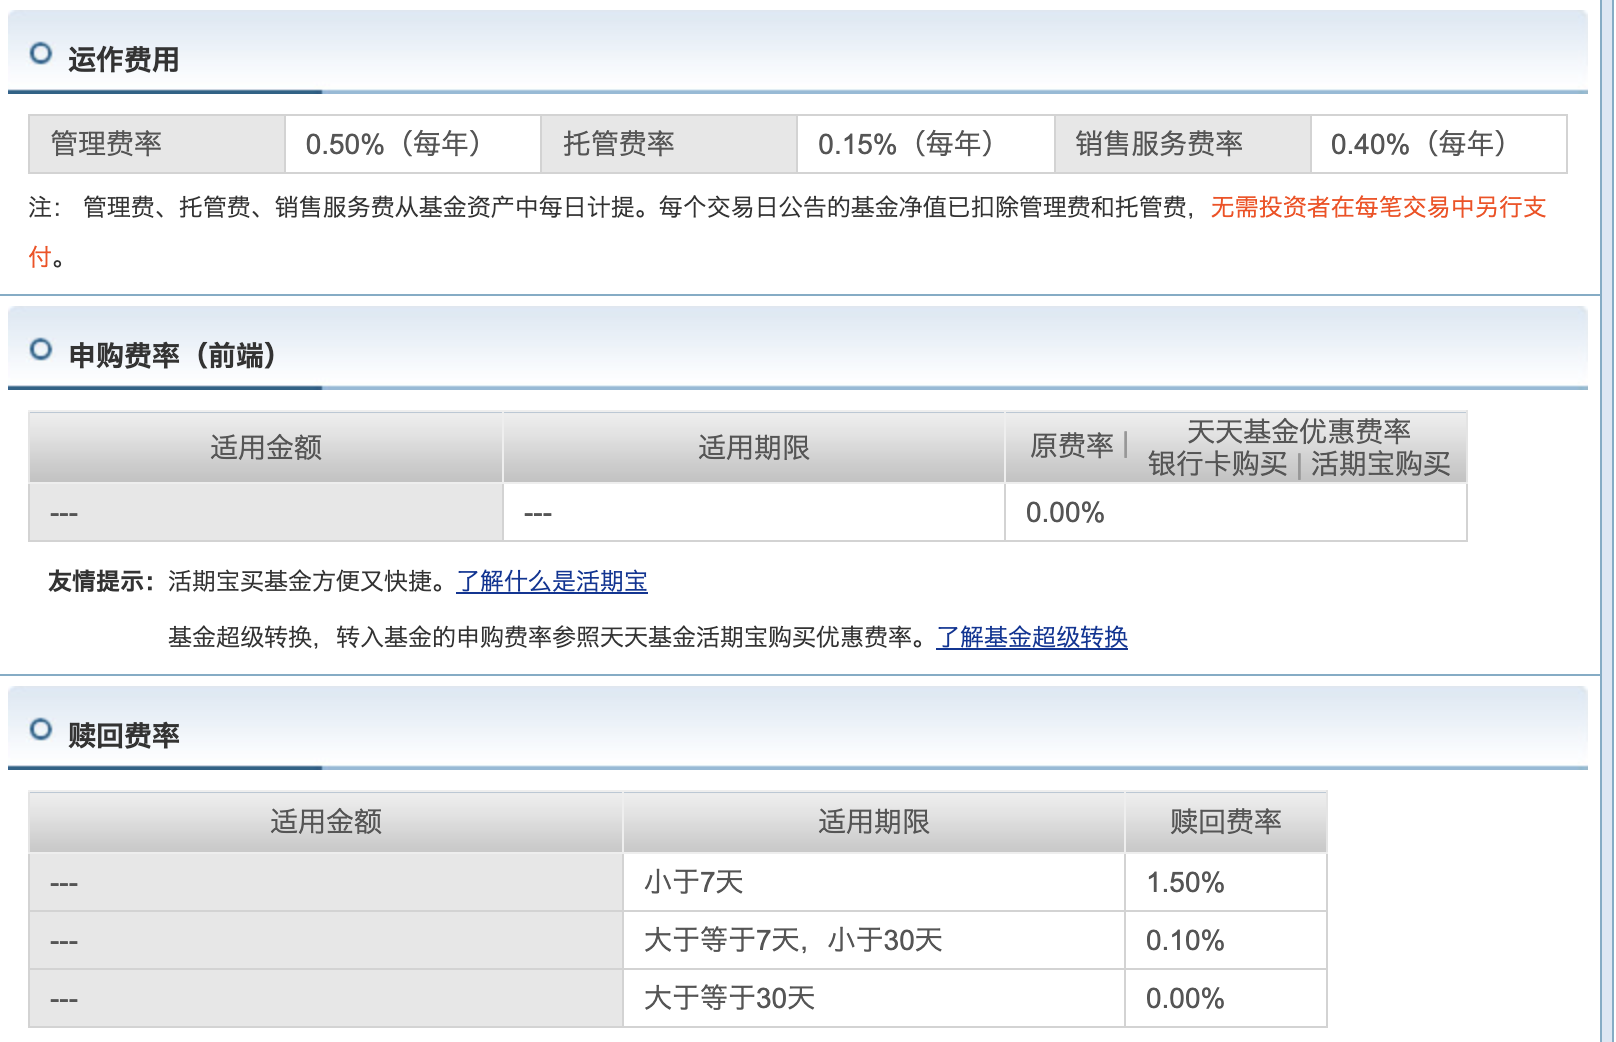 运作费用
管理费率 0.50%（每年） 托管费率 0.15%（每年） 销售服务费率 0.40%（每年）
注： 管理费、托管费、销售服务费从基金资产中每日计提。每个交易日公告的基金净值已扣除管理费和托管费，无需投资者在每笔交易中另行支
付。
申购费率（前端）
适用金额 适用期限 原费率 | 天天基金优惠费率
银行卡购买 | 活期宝购买
--- --- 0.00%
友情提示：活期宝买基金方便又快捷。了解什么是活期宝
基金超级转换，转入基金的申购费率参照天天基金活期宝购买优惠费率。了解基金超级转换
赎回费率
适用金额 适用期限 赎回费率
--- 小于7天 1.50%
--- 大于等于7天，小于30天 0.10%
--- 大于等于30天 0.00%